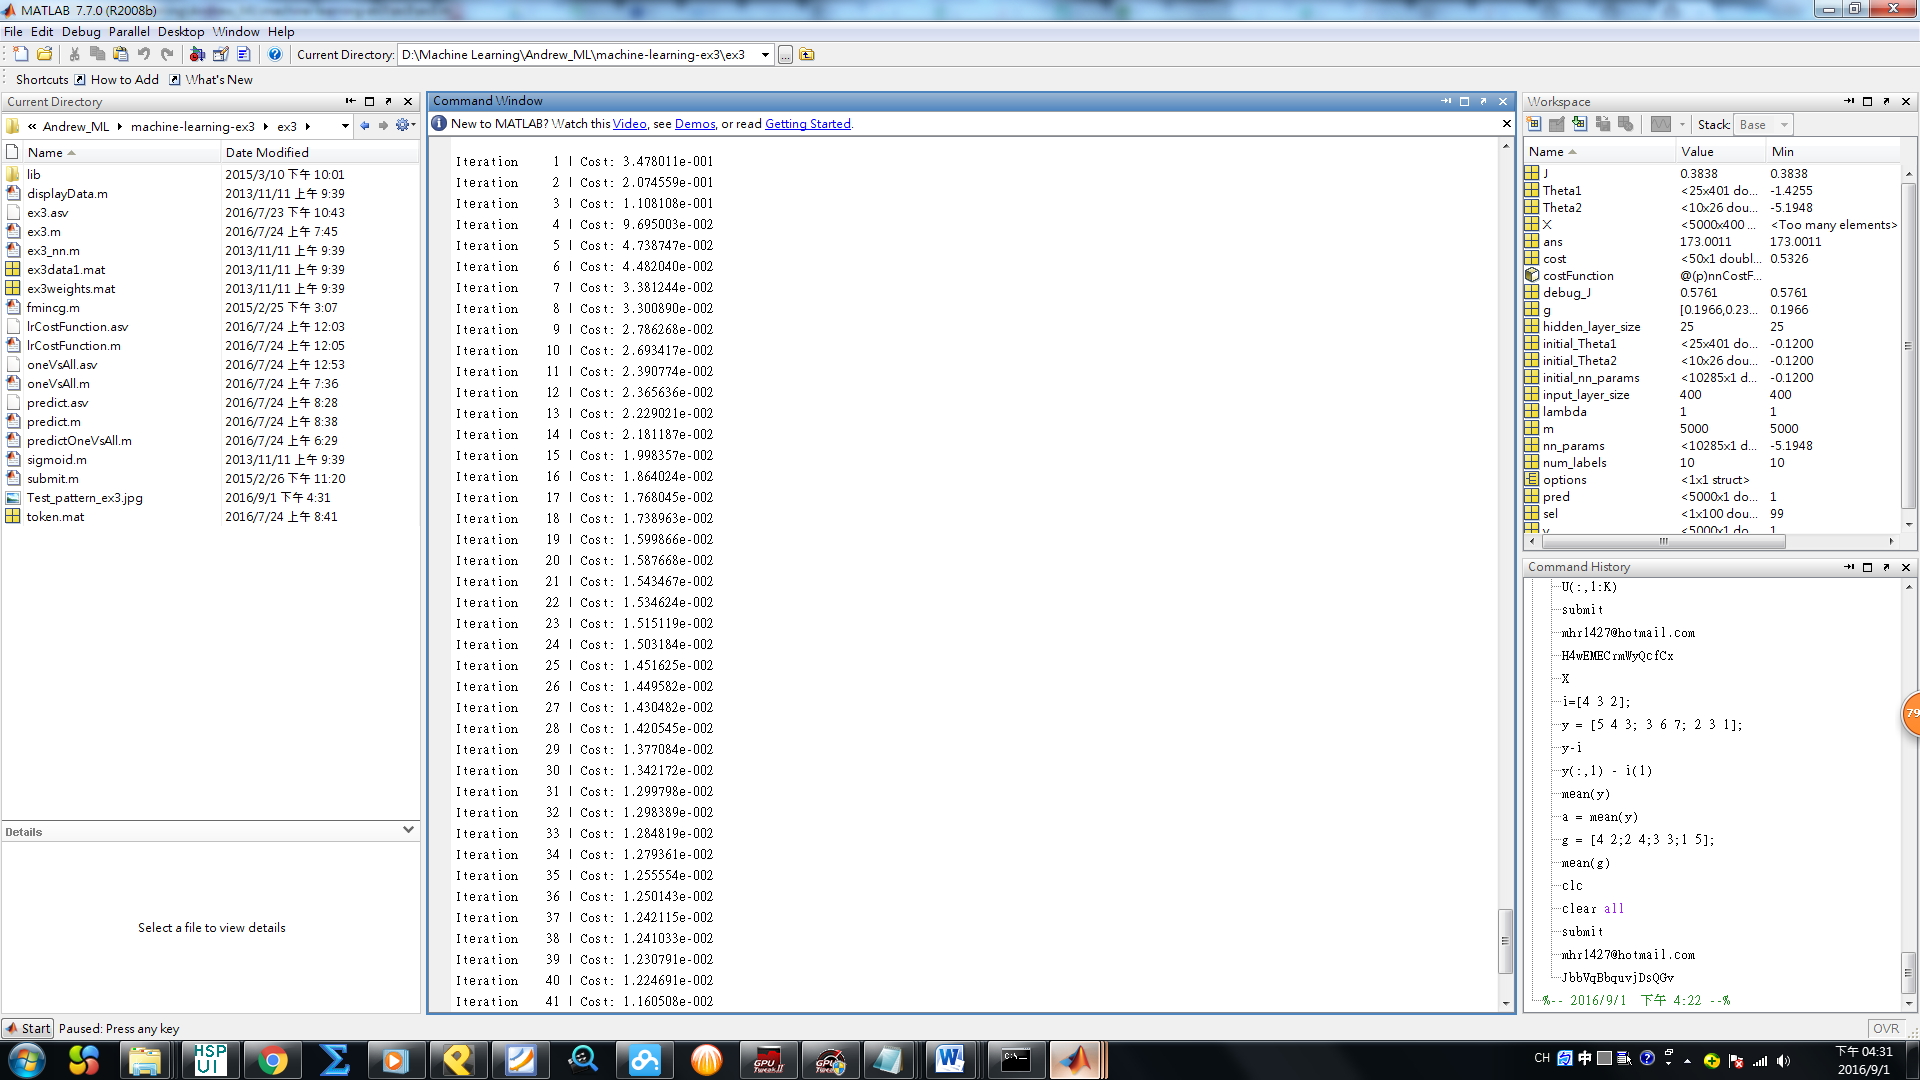 MATLAB 7.7.0 (R2008b)
File Edit Debug Parallel Desktop Window Help
Current Directory: D:\Machine Learning\Andrew_ML\machine-learning-ex3\ex3
Shortcuts How to Add What's New
Current Directory
« Andrew_ML machine-learning-ex3 ex3
Name Date Modified
lib 2015/3/10 下午 10:01
displayData.m 2013/11/11 上午 9:39
ex3.asv 2016/7/23 下午 10:43
ex3.m 2016/7/24 上午 7:45
ex3_nn.m 2013/11/11 上午 9:39
ex3data1.mat 2013/11/11 上午 9:39
ex3weights.mat 2013/11/11 上午 9:39
fmincg.m 2015/2/25 下午 3:07
lrCostFunction.asv 2016/7/24 上午 12:03
lrCostFunction.m 2016/7/24 上午 12:05
oneVsAll.asv 2016/7/24 上午 12:53
oneVsAll.m 2016/7/24 上午 7:36
predict.asv 2016/7/24 上午 8:28
predict.m 2016/7/24 上午 8:38
predictOneVsAll.m 2016/7/24 上午 6:29
sigmoid.m 2013/11/11 上午 9:39
submit.m 2015/2/26 下午 11:20
Test_pattern_ex3.jpg 2016/9/1 下午 4:31
token.mat 2016/7/24 上午 8:41
Details
Select a file to view details
Command Window
New to MATLAB? Watch this Video, see Demos, or read Getting Started.
Iteration 1 | Cost: 3.478011e-001
Iteration 2 | Cost: 2.074559e-001
Iteration 3 | Cost: 1.108108e-001
Iteration 4 | Cost: 9.695003e-002
Iteration 5 | Cost: 4.738747e-002
Iteration 6 | Cost: 4.482040e-002
Iteration 7 | Cost: 3.381244e-002
Iteration 8 | Cost: 3.300890e-002
Iteration 9 | Cost: 2.786268e-002
Iteration 10 | Cost: 2.693417e-002
Iteration 11 | Cost: 2.390774e-002
Iteration 12 | Cost: 2.365636e-002
Iteration 13 | Cost: 2.229021e-002
Iteration 14 | Cost: 2.181187e-002
Iteration 15 | Cost: 1.998357e-002
Iteration 16 | Cost: 1.864024e-002
Iteration 17 | Cost: 1.768045e-002
Iteration 18 | Cost: 1.738963e-002
Iteration 19 | Cost: 1.599866e-002
Iteration 20 | Cost: 1.587668e-002
Iteration 21 | Cost: 1.543467e-002
Iteration 22 | Cost: 1.534624e-002
Iteration 23 | Cost: 1.515119e-002
Iteration 24 | Cost: 1.503184e-002
Iteration 25 | Cost: 1.451625e-002
Iteration 26 | Cost: 1.449582e-002
Iteration 27 | Cost: 1.430482e-002
Iteration 28 | Cost: 1.420545e-002
Iteration 29 | Cost: 1.377084e-002
Iteration 30 | Cost: 1.342172e-002
Iteration 31 | Cost: 1.299798e-002
Iteration 32 | Cost: 1.298389e-002
Iteration 33 | Cost: 1.284819e-002
Iteration 34 | Cost: 1.279361e-002
Iteration 35 | Cost: 1.255554e-002
Iteration 36 | Cost: 1.250143e-002
Iteration 37 | Cost: 1.242115e-002
Iteration 38 | Cost: 1.241033e-002
Iteration 39 | Cost: 1.230791e-002
Iteration 40 | Cost: 1.224691e-002
Iteration 41 | Cost: 1.160508e-002
Workspace
Stack: Base
Name Value Min
J 0.3838 0.3838
Theta1 <25x401 do... -1.4255
Theta2 <10x26 dou... -5.1948
X <5000x400 ... <Too many elements>
ans 173.0011 173.0011
cost <50x1 doubl... 0.5326
costFunction @(p)nnCostF...
debug_J 0.5761 0.5761
g [0.1966,0.23... 0.1966
hidden_layer_size 25 25
initial_Theta1 <25x401 do... -0.1200
initial_Theta2 <10x26 dou... -0.1200
initial_nn_params <10285x1 d... -0.1200
input_layer_size 400 400
lambda 1 1
m 5000 5000
nn_params <10285x1 d... -5.1948
num_labels 10 10
options <1x1 struct>
pred <5000x1 do... 1
sel <1x100 dou... 99
y <5000x1 do... 1
Command History
U(:,1:K)
submit
mhr1427@hotmail.com
H4wEMECrmWyQcfCx
X
i=[4 3 2];
y = [5 4 3; 3 6 7; 2 3 1];
y-i
y(:,1) - i(1)
mean(y)
a = mean(y)
g = [4 2;2 4;3 3;1 5];
mean(g)
clc
clear all
submit
mhr1427@hotmail.com
JbbVqBbquvjDsQGv
%-- 2016/9/1 下午 4:22 --%
79
Start Paused: Press any key
OVR
HSP UI
GPU Tweak II
CH 中
下午 04:31
2016/9/1